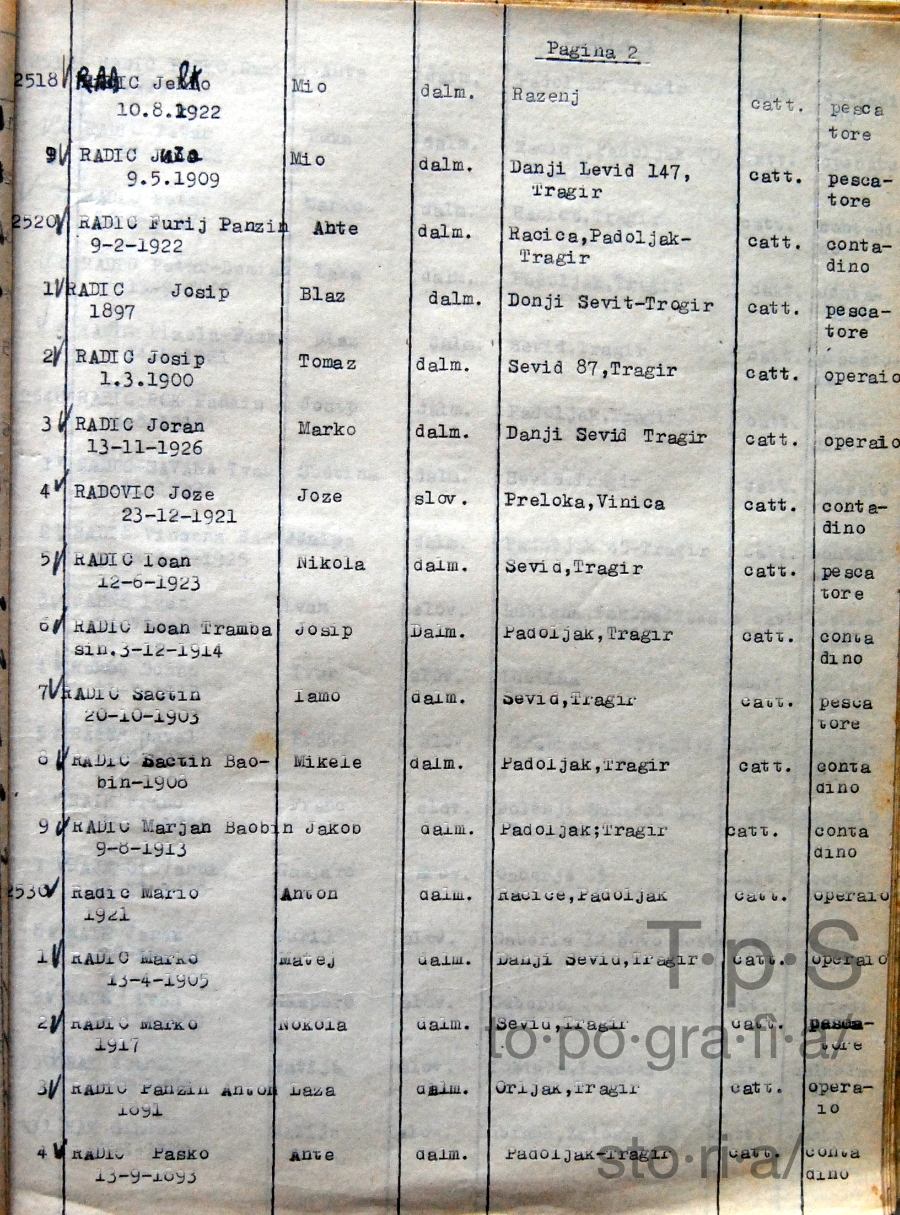 Pagina 2
2518 RADIC Je Mio dalm. Razenj catt. pesca
10.8.1922 tore
9 RADIC Mio dalm. Danji Levid 147, catt. pesca-
9.5.1909 Tragir tore
2520 RADIC Furij Panzin Ante dalm. Racica,Padoljak- catt. conta-
9-2-1922 Tragir dino
1 RADIC Josip Blaz dalm. Donji Sevit-Trogir catt. pesca-
1897 tore
2 RADIC Josip Tomaz dalm. Sevid 87,Tragir catt. operaio
1.3.1900
3 RADIC Joran Marko dalm. Danji Sevid Tragir catt. operaio
13-11-1926
4 RADOVIC Joze Joze slov. Preloka,Vinica catt. conta-
23-12-1921 dino
5 RADIC Ioan Nikola dalm. Sevid,Tragir catt. pesca
12-6-1923 tore
6 RADIC Loan Tramba Josip Dalm. Padoljak,Tragir catt. conta
sin.3-12-1914 dino
7 RADIC Sactin Iamo dalm. Sevid,Tragir catt. pesca
20-10-1903 tore
8 RADIC Sactin Bao- Mikele dalm. Padoljak,Tragir catt. conta
bin-1908 dino
9 RADIC Marjan Baobin Jakob dalm. Padoljak;Tragir catt. conta
9-8-1913 dino
2530 Radic Mario Anton dalm. Racice,Padoljak catt. operaio
1921
1 RADIC Marko Matej dalm. Danji Sevid,Tragir catt. operaio
13-4-1905
2 RADIC Marko Nokola dalm. Sevid,Tragir catt. pesca-
1917 tore
3 RADIC Panzin Anton Laza dalm. Orijak,Tragir catt. opera-
1891 io
4 RADIC Pasko Ante dalm. Padoljak-Tragir catt. conta
13-9-1893 dino
T·p·S
to·po·gra·fi·a/
sto·ri·a/